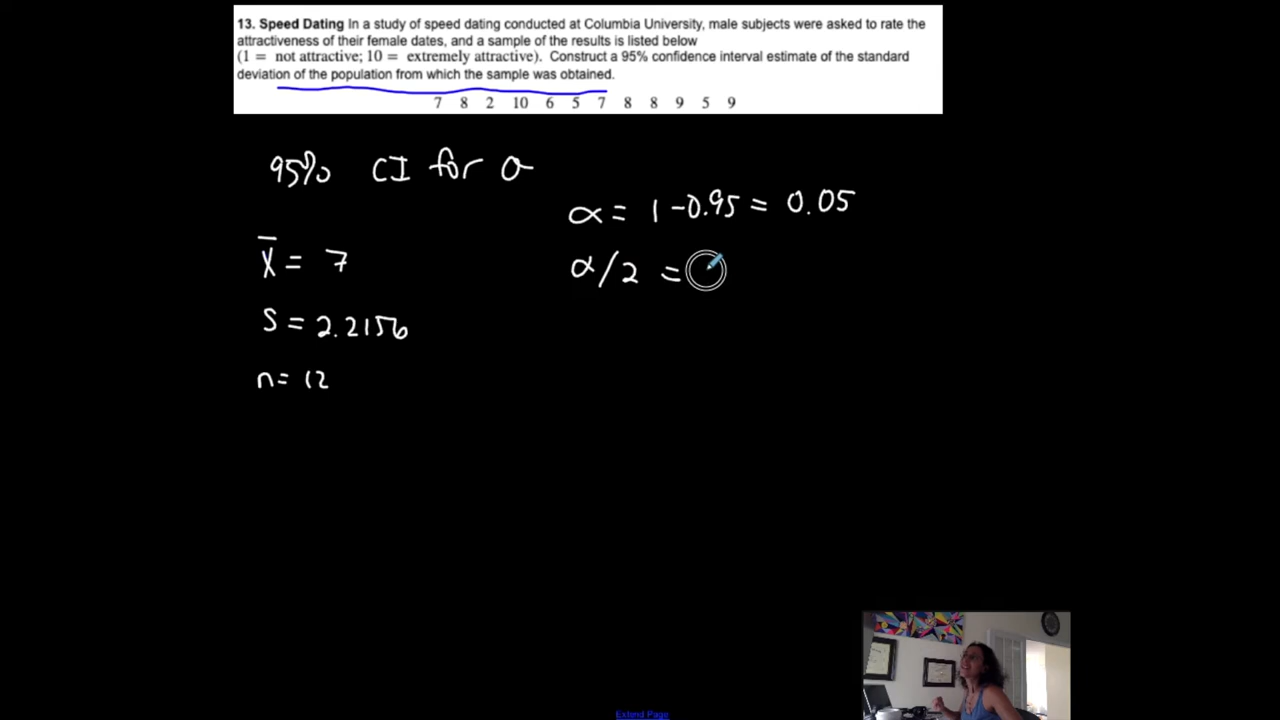 13. Speed Dating In a study of speed dating conducted at Columbia University, male subjects were asked to rate the
attractiveness of their female dates, and a sample of the results is listed below
(1 = not attractive; 10 = extremely attractive). Construct a 95% confidence interval estimate of the standard
deviation of the population from which the sample was obtained.
7 8 2 10 6 5 7 8 8 9 5 9
95% CI for σ
α = 1 - 0.95 = 0.05
x̄ = 7
α/2 =
s = 2.2156
n = 12
Extend Page